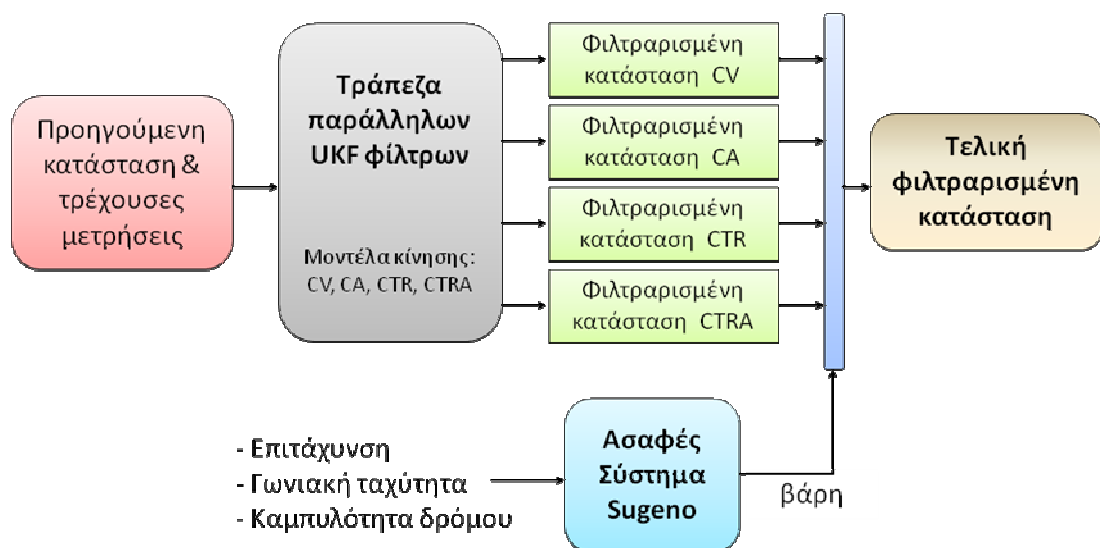 Προηγούμενη
κατάσταση &
τρέχουσες
μετρήσεις
Τράπεζα
παράλληλων
UKF φίλτρων
Μοντέλα κίνησης:
CV, CA, CTR, CTRA
Φιλτραρισμένη
κατάσταση CV
Φιλτραρισμένη
κατάσταση CA
Φιλτραρισμένη
κατάσταση CTR
Φιλτραρισμένη
κατάσταση CTRA
Τελική
φιλτραρισμένη
κατάσταση
- Επιτάχυνση
- Γωνιακή ταχύτητα
- Καμπυλότητα δρόμου
Ασαφές
Σύστημα
Sugeno
βάρη